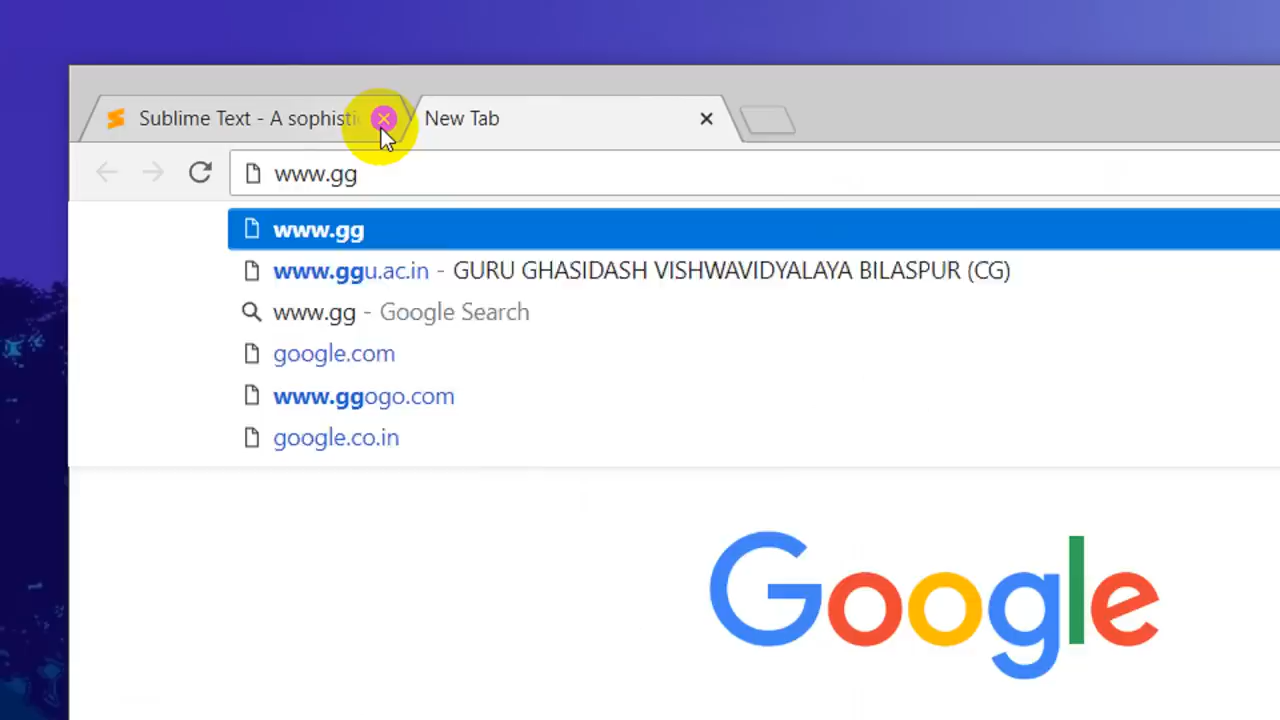 Sublime Text - A sophisti
New Tab
www.gg
www.gg
www.ggu.ac.in - GURU GHASIDASH VISHWAVIDYALAYA BILASPUR (CG)
www.gg - Google Search
google.com
www.ggogo.com
google.co.in
Google